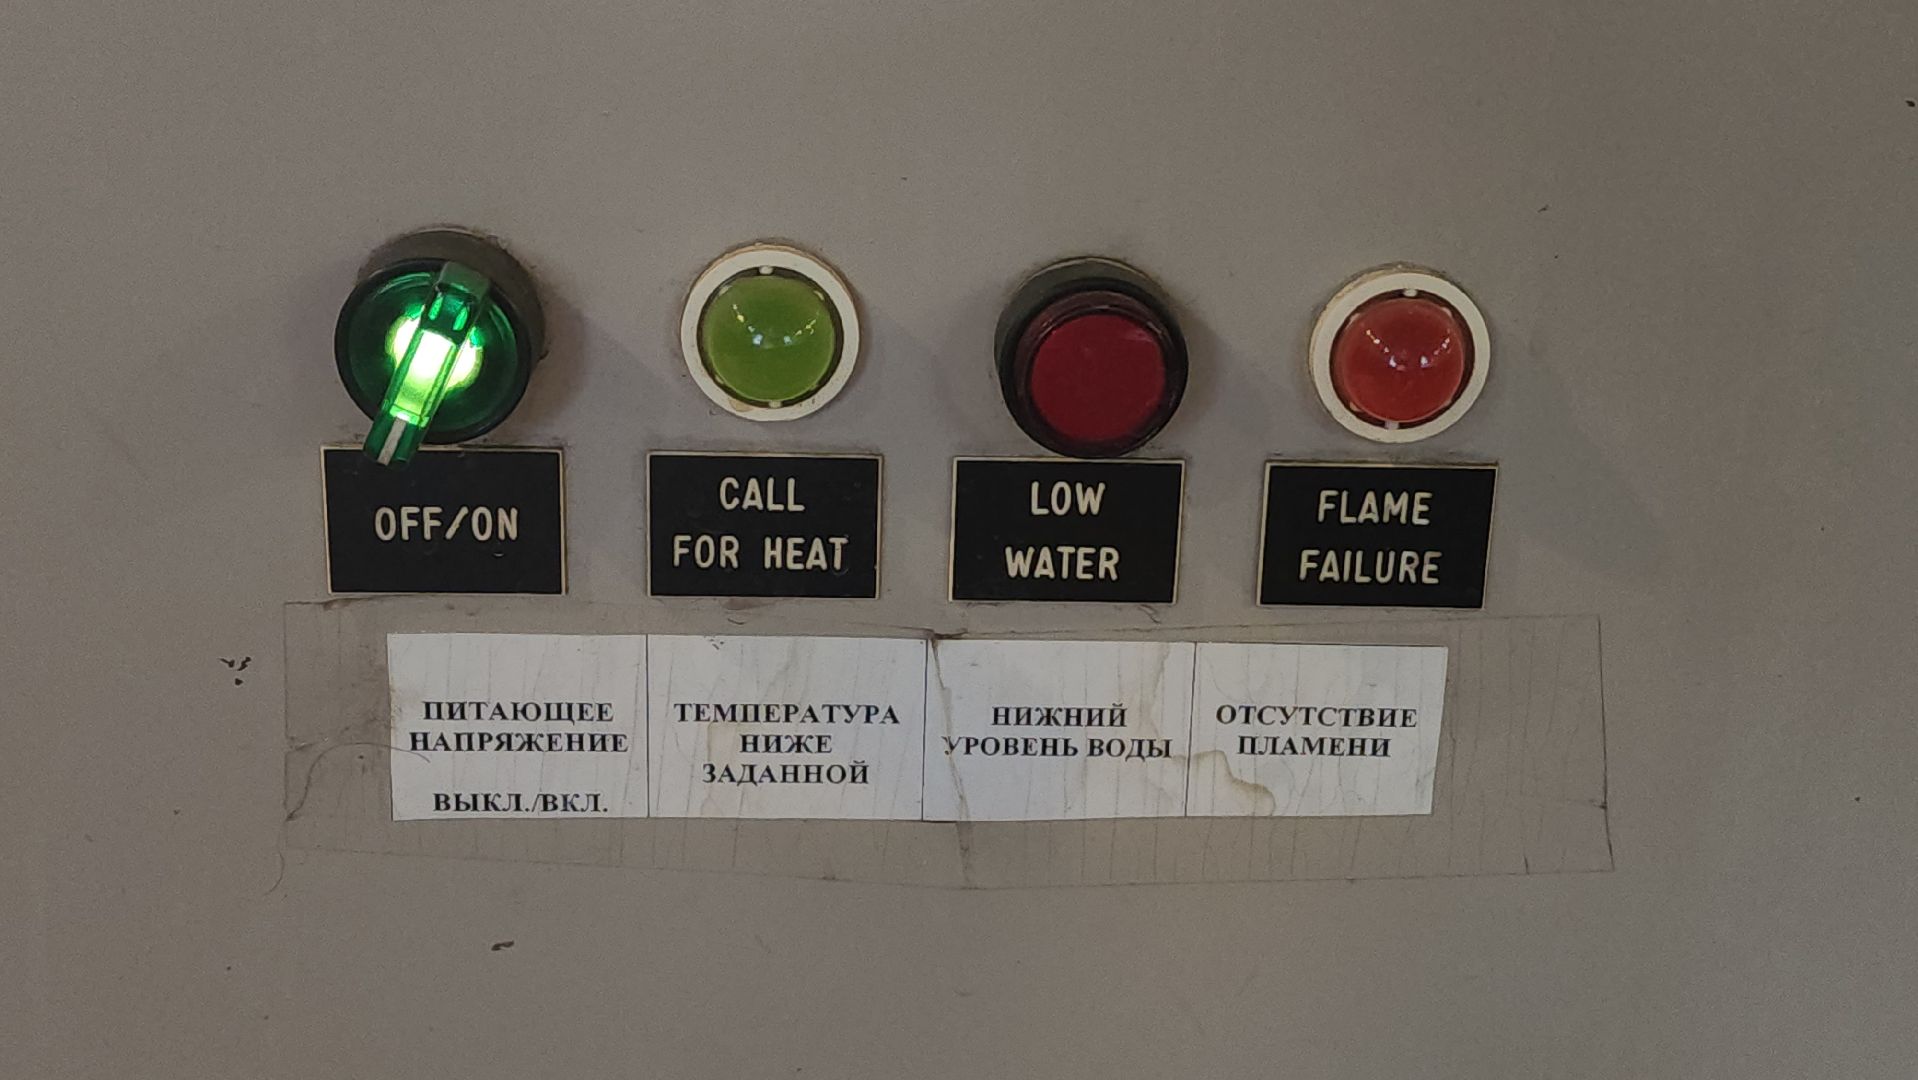 OFF/ON
CALL
FOR HEAT
LOW
WATER
FLAME
FAILURE
ПИТАЮЩЕЕ
НАПРЯЖЕНИЕ
ВЫКЛ./ВКЛ.
ТЕМПЕРАТУРА
НИЖЕ
ЗАДАННОЙ
НИЖНИЙ
УРОВЕНЬ ВОДЫ
ОТСУТСТВИЕ
ПЛАМЕНИ